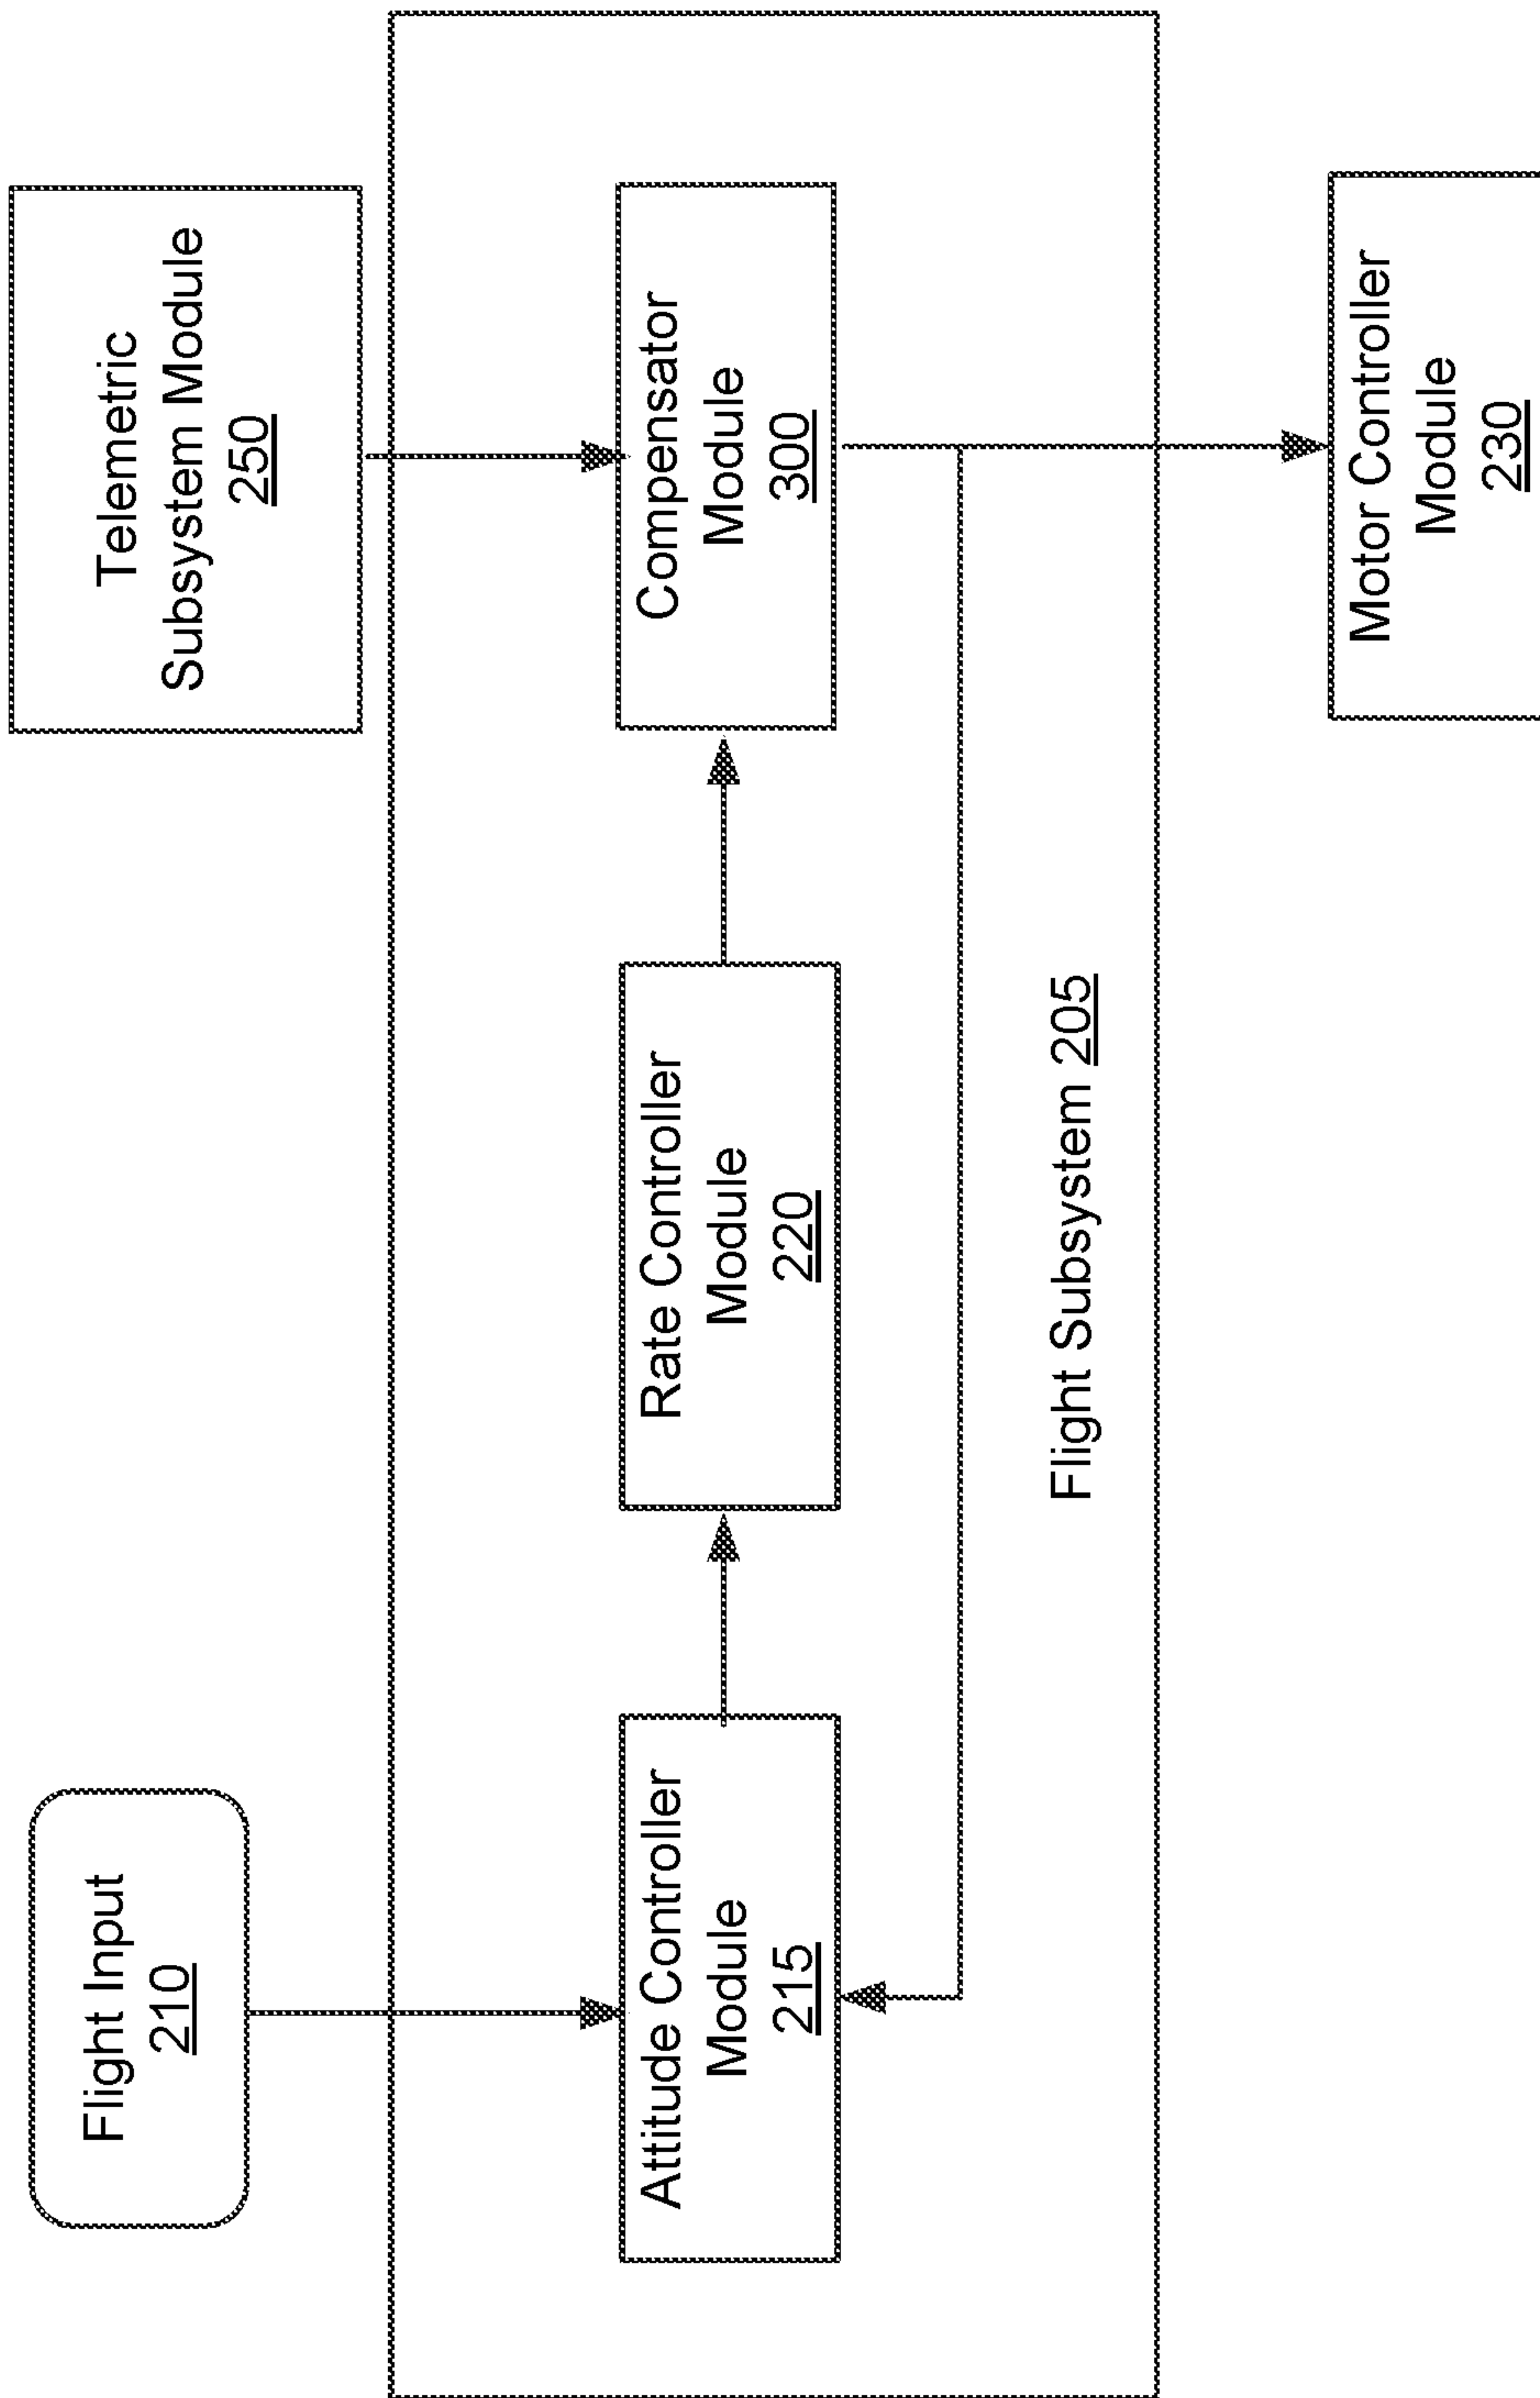 Flight Input
210
Telemetric
Subsystem Module
250
Attitude Controller
Module
215
Rate Controller
Module
220
Compensator
Module
300
Flight Subsystem 205
Motor Controller
Module
230